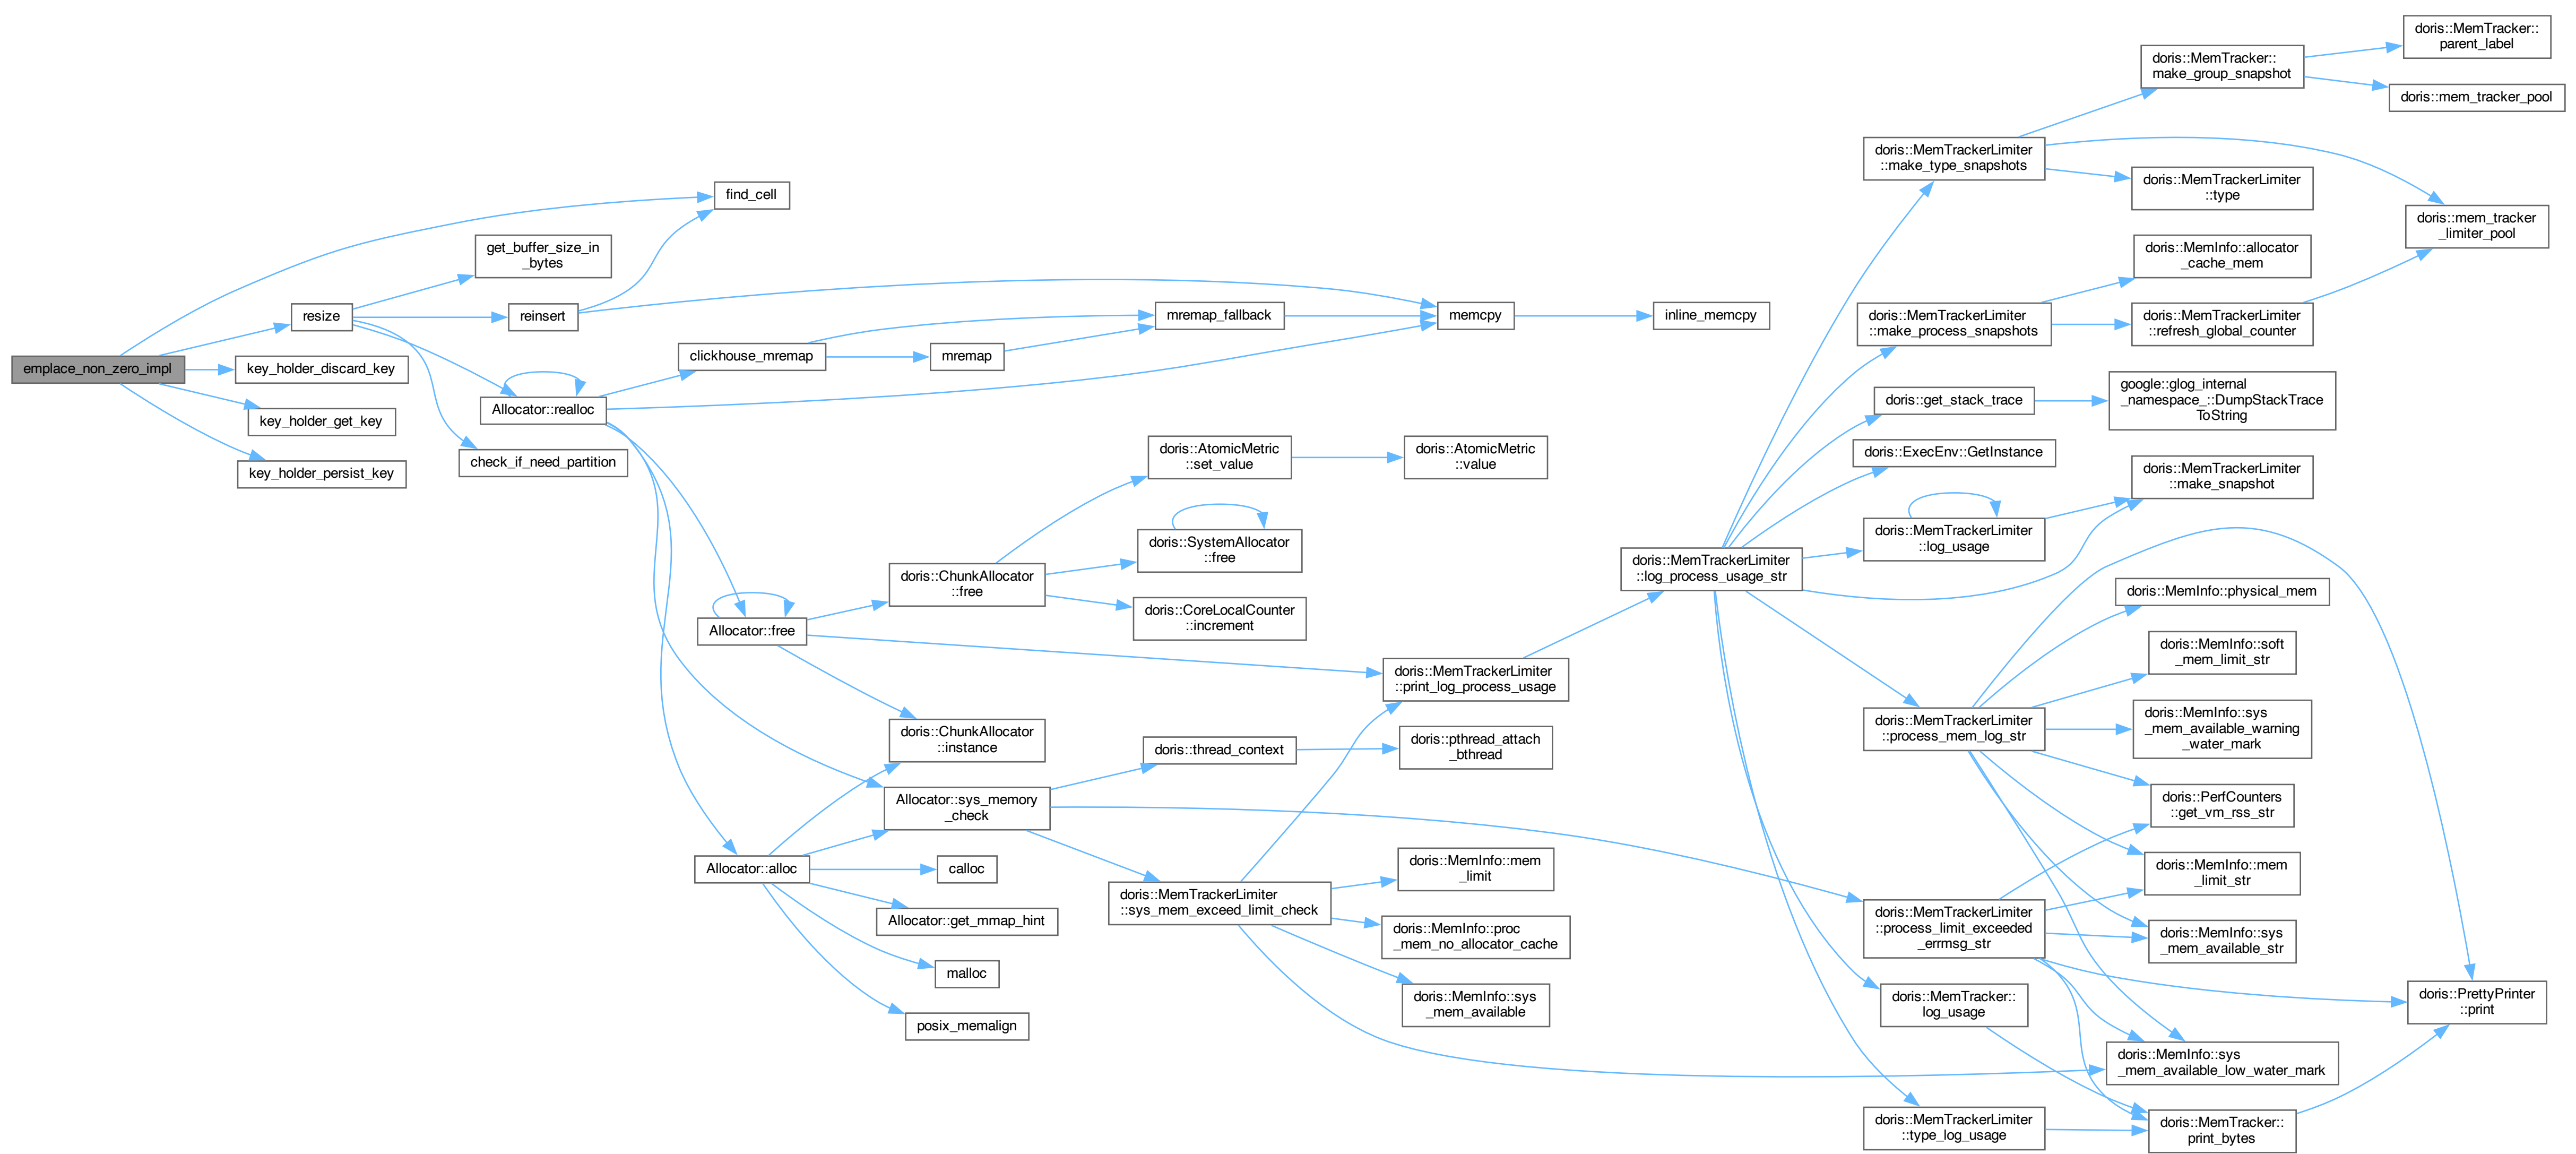 emplace_non_zero_impl
find_cell
resize
key_holder_discard_key
key_holder_get_key
key_holder_persist_key
get_buffer_size_in
_bytes
reinsert
Allocator::realloc
check_if_need_partition
clickhouse_mremap
mremap
mremap_fallback
memcpy
inline_memcpy
Allocator::free
Allocator::alloc
doris::ChunkAllocator
::free
doris::ChunkAllocator
::instance
Allocator::sys_memory
_check
calloc
Allocator::get_mmap_hint
malloc
posix_memalign
doris::AtomicMetric
::set_value
doris::AtomicMetric
::value
doris::SystemAllocator
::free
doris::CoreLocalCounter
::increment
doris::MemTrackerLimiter
::print_log_process_usage
doris::thread_context
doris::pthread_attach
_bthread
doris::MemTrackerLimiter
::sys_mem_exceed_limit_check
doris::MemInfo::mem
_limit
doris::MemInfo::proc
_mem_no_allocator_cache
doris::MemInfo::sys
_mem_available
doris::MemTrackerLimiter
::log_process_usage_str
doris::MemTrackerLimiter
::make_type_snapshots
doris::MemTrackerLimiter
::make_process_snapshots
doris::get_stack_trace
doris::ExecEnv::GetInstance
doris::MemTrackerLimiter
::log_usage
doris::MemTrackerLimiter
::process_mem_log_str
doris::MemTrackerLimiter
::process_limit_exceeded
_errmsg_str
doris::MemTracker::
log_usage
doris::MemTrackerLimiter
::type_log_usage
doris::MemTracker::
make_group_snapshot
doris::MemTrackerLimiter
::type
doris::MemInfo::allocator
_cache_mem
doris::MemTrackerLimiter
::refresh_global_counter
google::glog_internal
_namespace_::DumpStackTrace
ToString
doris::MemTrackerLimiter
::make_snapshot
doris::MemInfo::physical_mem
doris::MemInfo::soft
_mem_limit_str
doris::MemInfo::sys
_mem_available_warning
_water_mark
doris::PerfCounters
::get_vm_rss_str
doris::MemInfo::mem
_limit_str
doris::MemInfo::sys
_mem_available_str
doris::MemInfo::sys
_mem_available_low_water_mark
doris::MemTracker::
print_bytes
doris::MemTracker::
parent_label
doris::mem_tracker_pool
doris::mem_tracker
_limiter_pool
doris::PrettyPrinter
::print